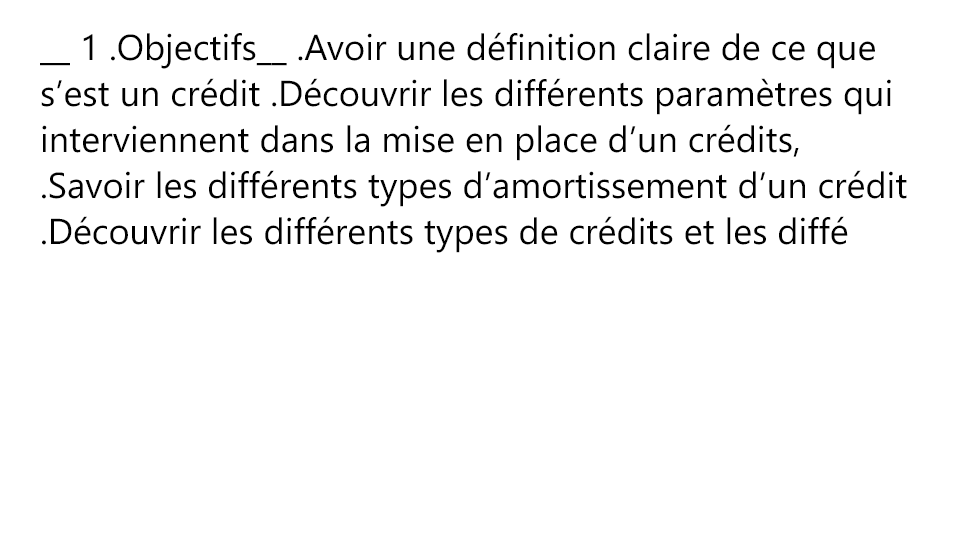 __ 1 .Objectifs__ .Avoir une définition claire de ce que
s’est un crédit .Découvrir les différents paramètres qui
interviennent dans la mise en place d’un crédits,
.Savoir les différents types d’amortissement d’un crédit
.Découvrir les différents types de crédits et les diffé